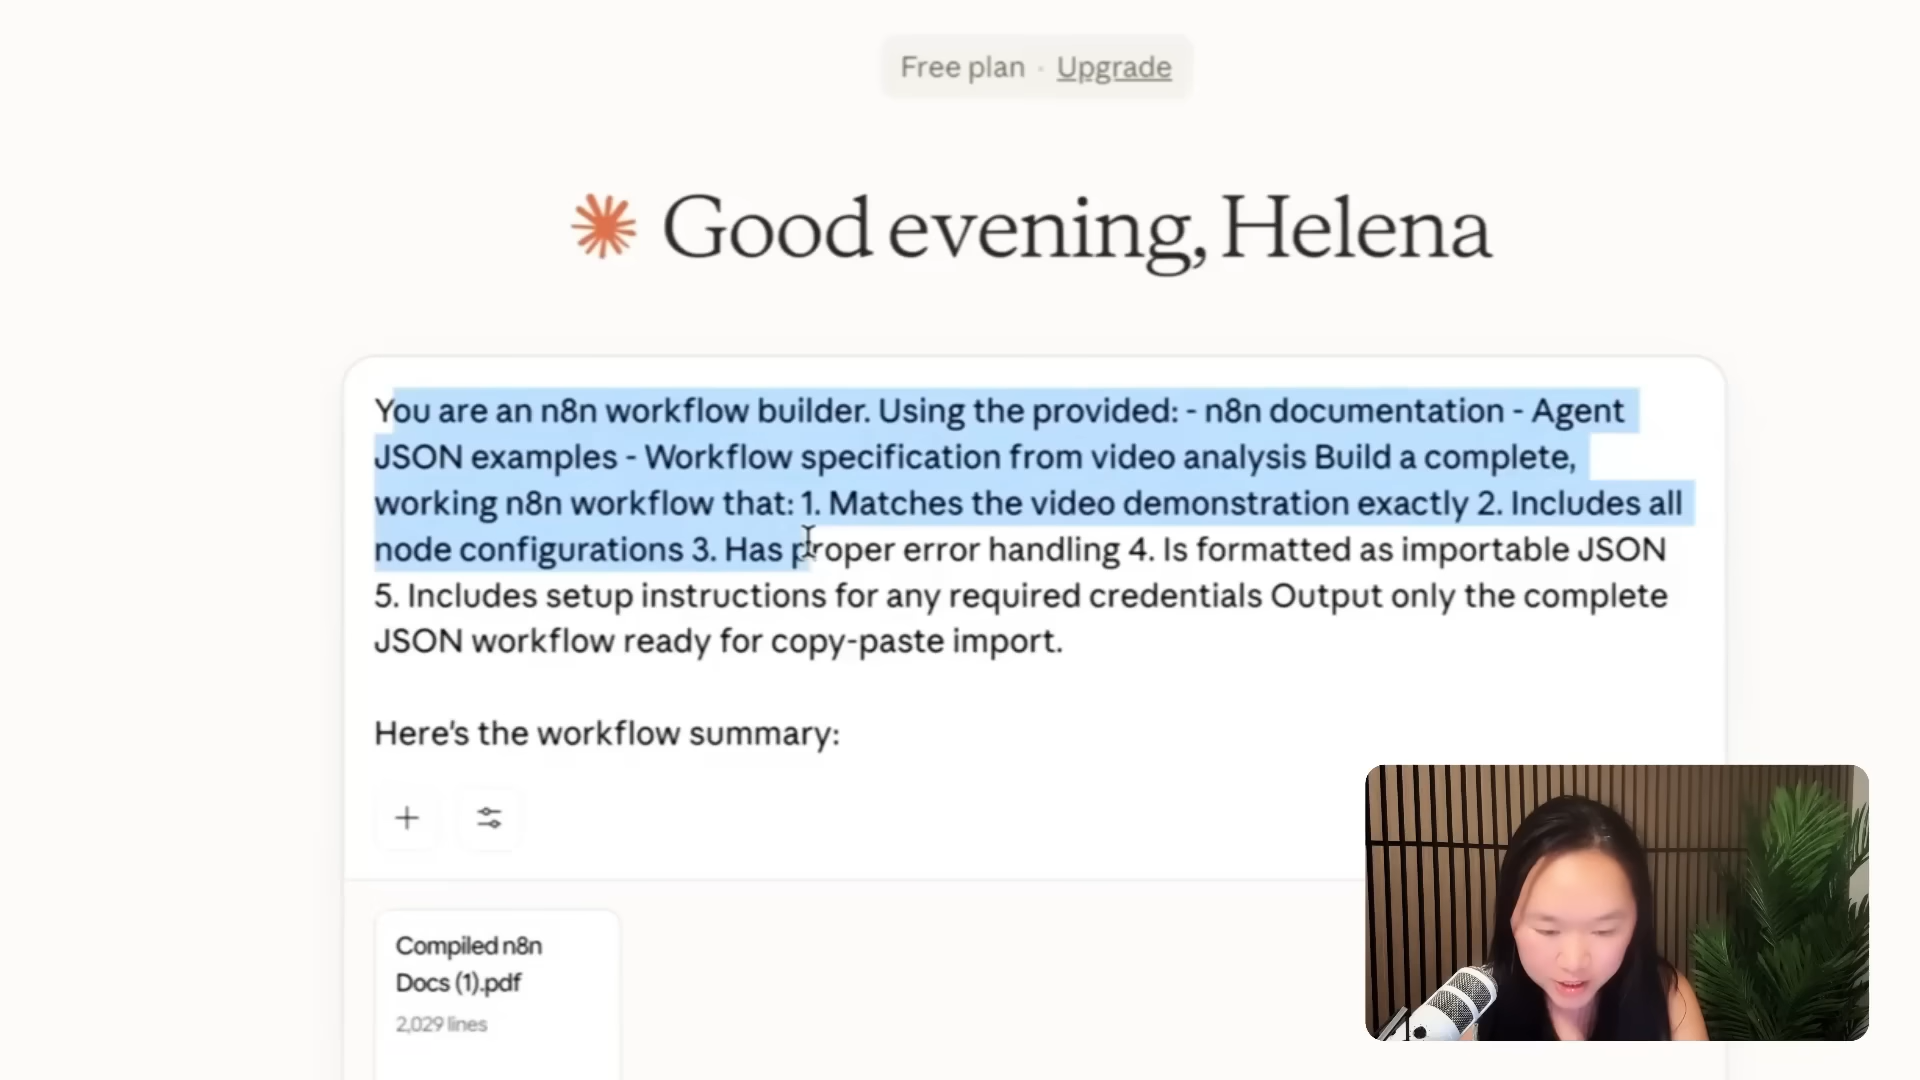 Free plan · Upgrade
Good evening, Helena
You are an n8n workflow builder. Using the provided: - n8n documentation - Agent
JSON examples - Workflow specification from video analysis Build a complete,
working n8n workflow that: 1. Matches the video demonstration exactly 2. Includes all
node configurations 3. Has proper error handling 4. Is formatted as importable JSON
5. Includes setup instructions for any required credentials Output only the complete
JSON workflow ready for copy-paste import.
Here's the workflow summary:
Compiled n8n
Docs (1).pdf
2,029 lines